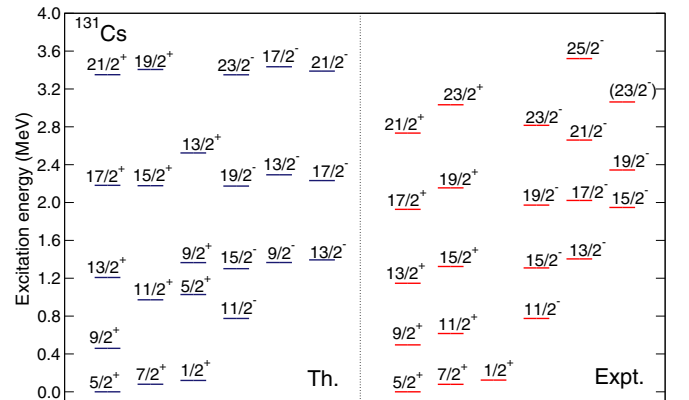 4.0
¹³¹Cs
25/2⁻
3.6
21/2⁺ 19/2⁺ 23/2⁻ 17/2⁻ 21/2⁻
3.2
23/2⁺ (23/2⁻)
2.8
21/2⁺ 23/2⁻ 21/2⁻
13/2⁺
2.4
17/2⁺ 15/2⁺ 19/2⁻ 13/2⁻ 17/2⁻
19/2⁻
2.0
17/2⁺ 19/2⁺ 19/2⁻ 17/2⁻ 15/2⁻
1.6
13/2⁺ 9/2⁺ 15/2⁻ 9/2⁻ 13/2⁻
13/2⁺ 15/2⁺ 15/2⁻ 13/2⁻
1.2
11/2⁺ 5/2⁺ 11/2⁻
0.8
9/2⁺ 11/2⁺ 11/2⁻
9/2⁺
0.4
5/2⁺ 7/2⁺ 1/2⁺ Th.
5/2⁺ 7/2⁺ 1/2⁺ Expt.
0.0
Excitation energy (MeV)